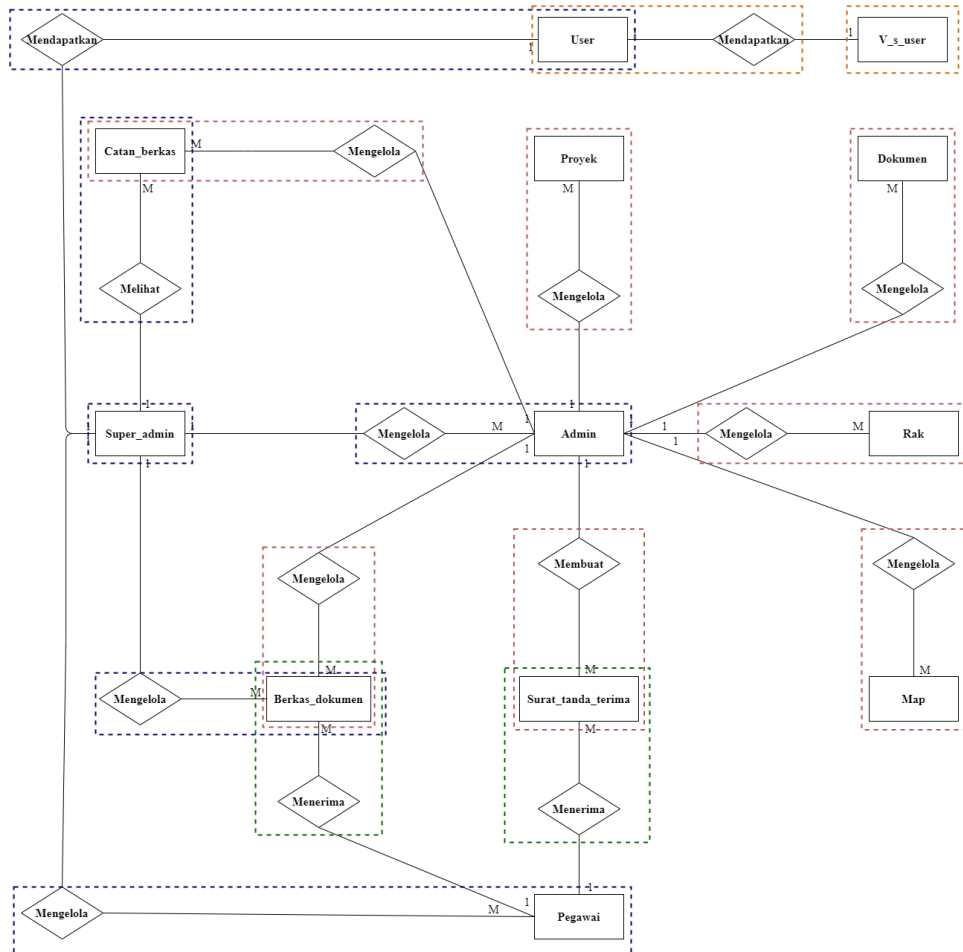 Mendapatkan
1
User
1
Mendapatkan
1
V_s_user
Catan_berkas
M
Mengelola
Proyek
Dokumen
M
M
M
Melihat
Mengelola
Mengelola
1
1
1
1
Super_admin
1
Mengelola
M
1
Admin
1
1
Mengelola
M
Rak
1
1
1
1
Mengelola
Membuat
Mengelola
M
M
M
Mengelola
M
Berkas_dokumen
Surat_tanda_terima
Map
M
M
Menerima
Menerima
1
Mengelola
M
1
Pegawai